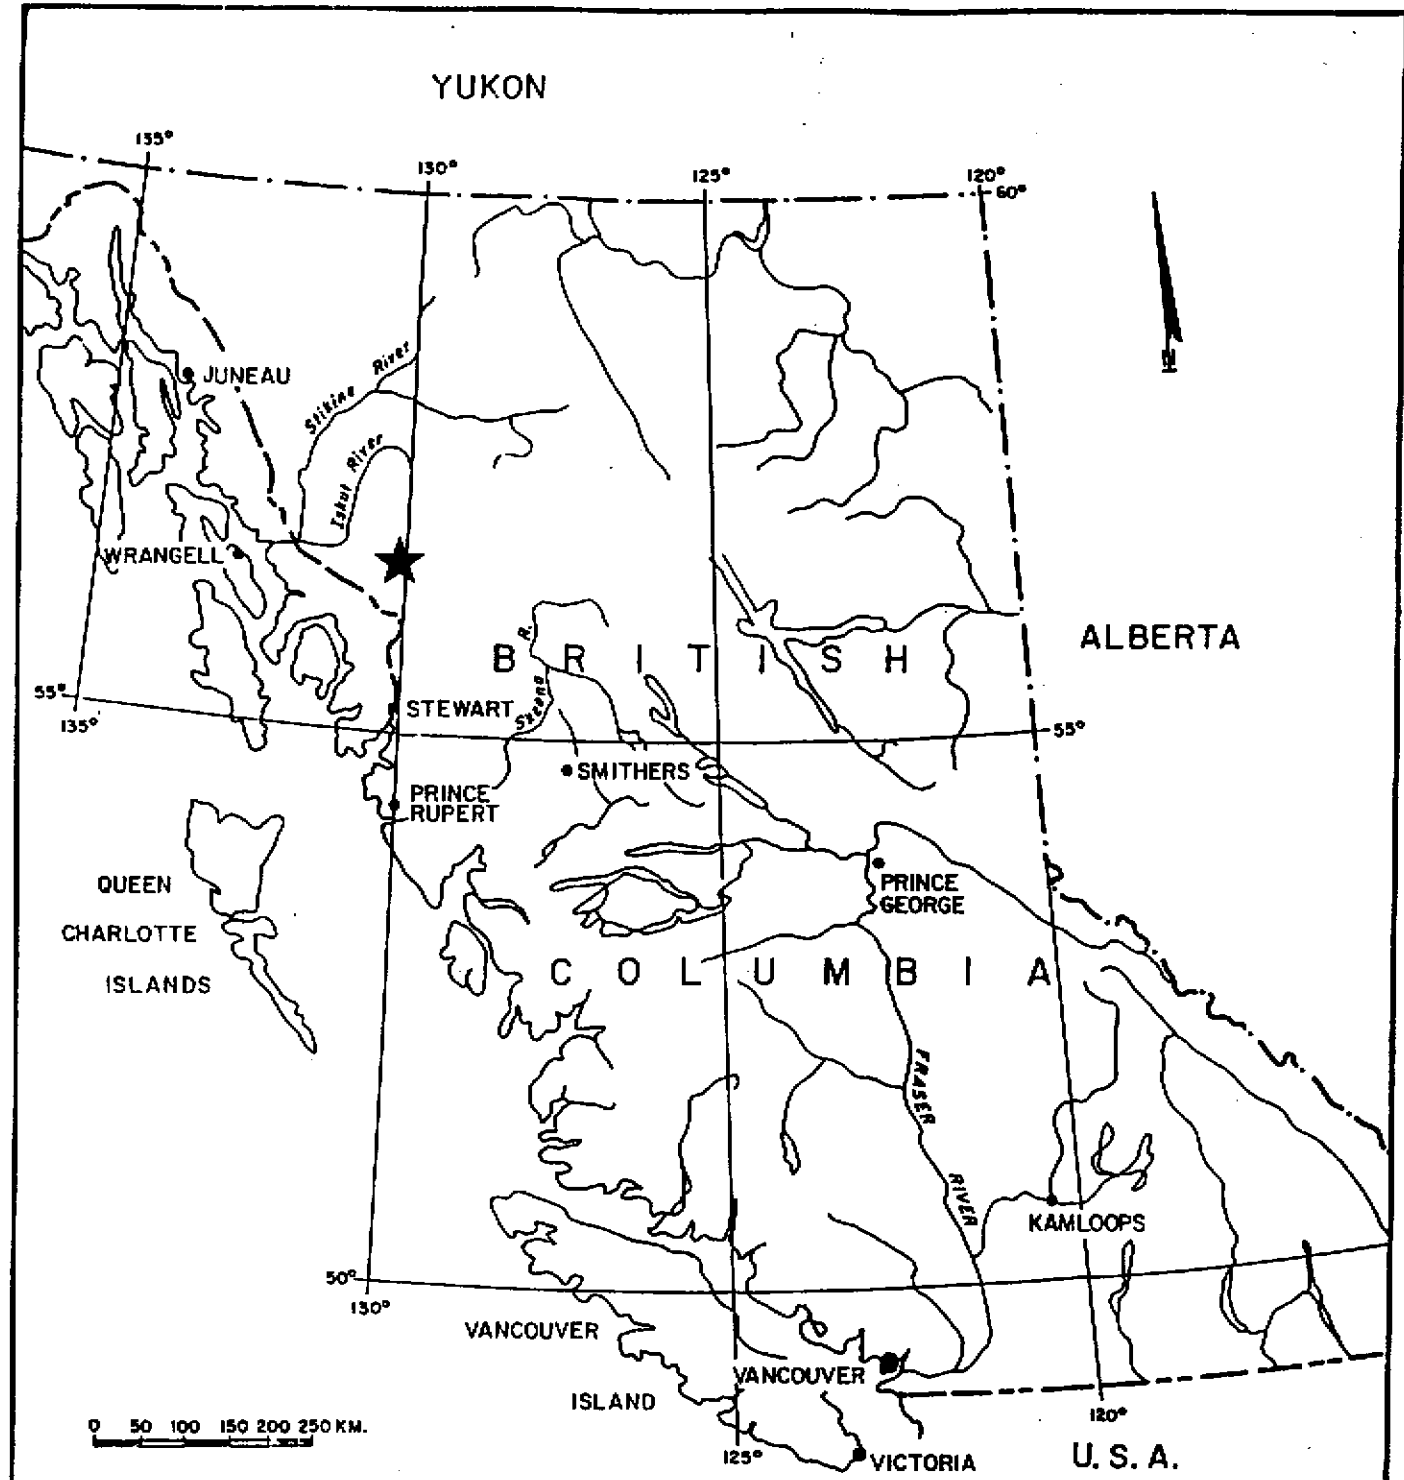 YUKON
135°
130°
125°
120°
60°
Stikine River
JUNEAU
Iskut River
N
WRANGELL
BRITISH
ALBERTA
Skeena R.
55°
135°
STEWART
55°
SMITHERS
PRINCE
RUPERT
QUEEN
CHARLOTTE
ISLANDS
PRINCE
GEORGE
COLUMBIA
FRASER RIVER
KAMLOOPS
50°
130°
VANCOUVER
ISLAND
VANCOUVER
120°
0 50 100 150 200 250 KM.
125°
VICTORIA
U.S.A.